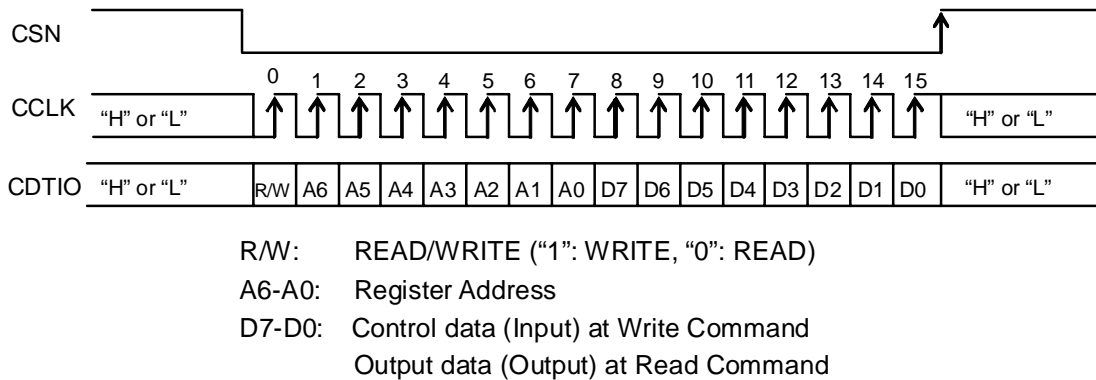 CSN
0 1 2 3 4 5 6 7 8 9 10 11 12 13 14 15
CCLK “H” or “L” “H” or “L”
CDTIO “H” or “L” R/W A6 A5 A4 A3 A2 A1 A0 D7 D6 D5 D4 D3 D2 D1 D0 “H” or “L”
R/W: READ/WRITE (“1”: WRITE, “0”: READ)
A6-A0: Register Address
D7-D0: Control data (Input) at Write Command
Output data (Output) at Read Command